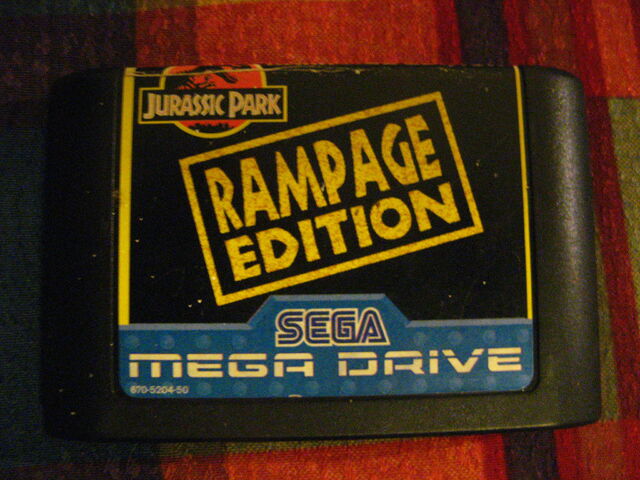 JURASSIC PARK
RAMPAGE
EDITION
SEGA
MEGA DRIVE
670-5204-50